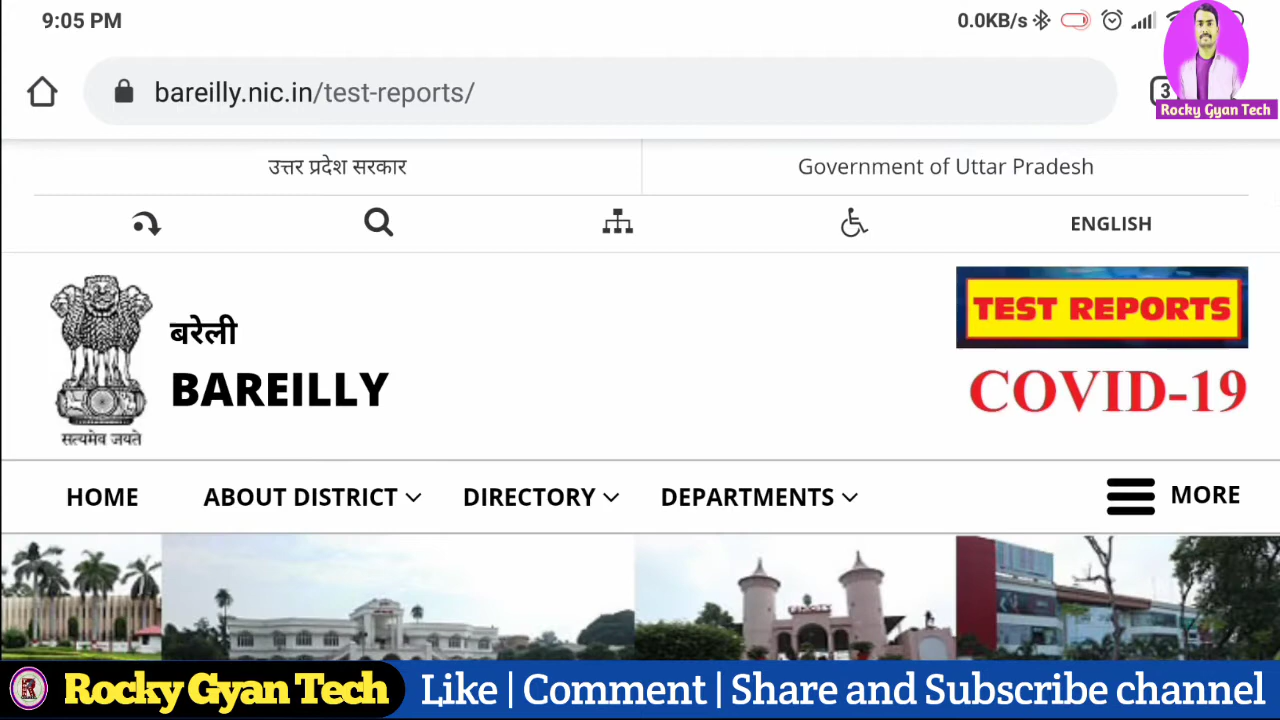 9:05 PM
0.0KB/s
bareilly.nic.in/test-reports/
3
Rocky Gyan Tech
उत्तर प्रदेश सरकार
Government of Uttar Pradesh
ENGLISH
TEST REPORTS
बरेली
BAREILLY
COVID-19
सत्यमेव जयते
HOME
ABOUT DISTRICT
DIRECTORY
DEPARTMENTS
MORE
R
Rocky Gyan Tech
Like | Comment | Share and Subscribe channel